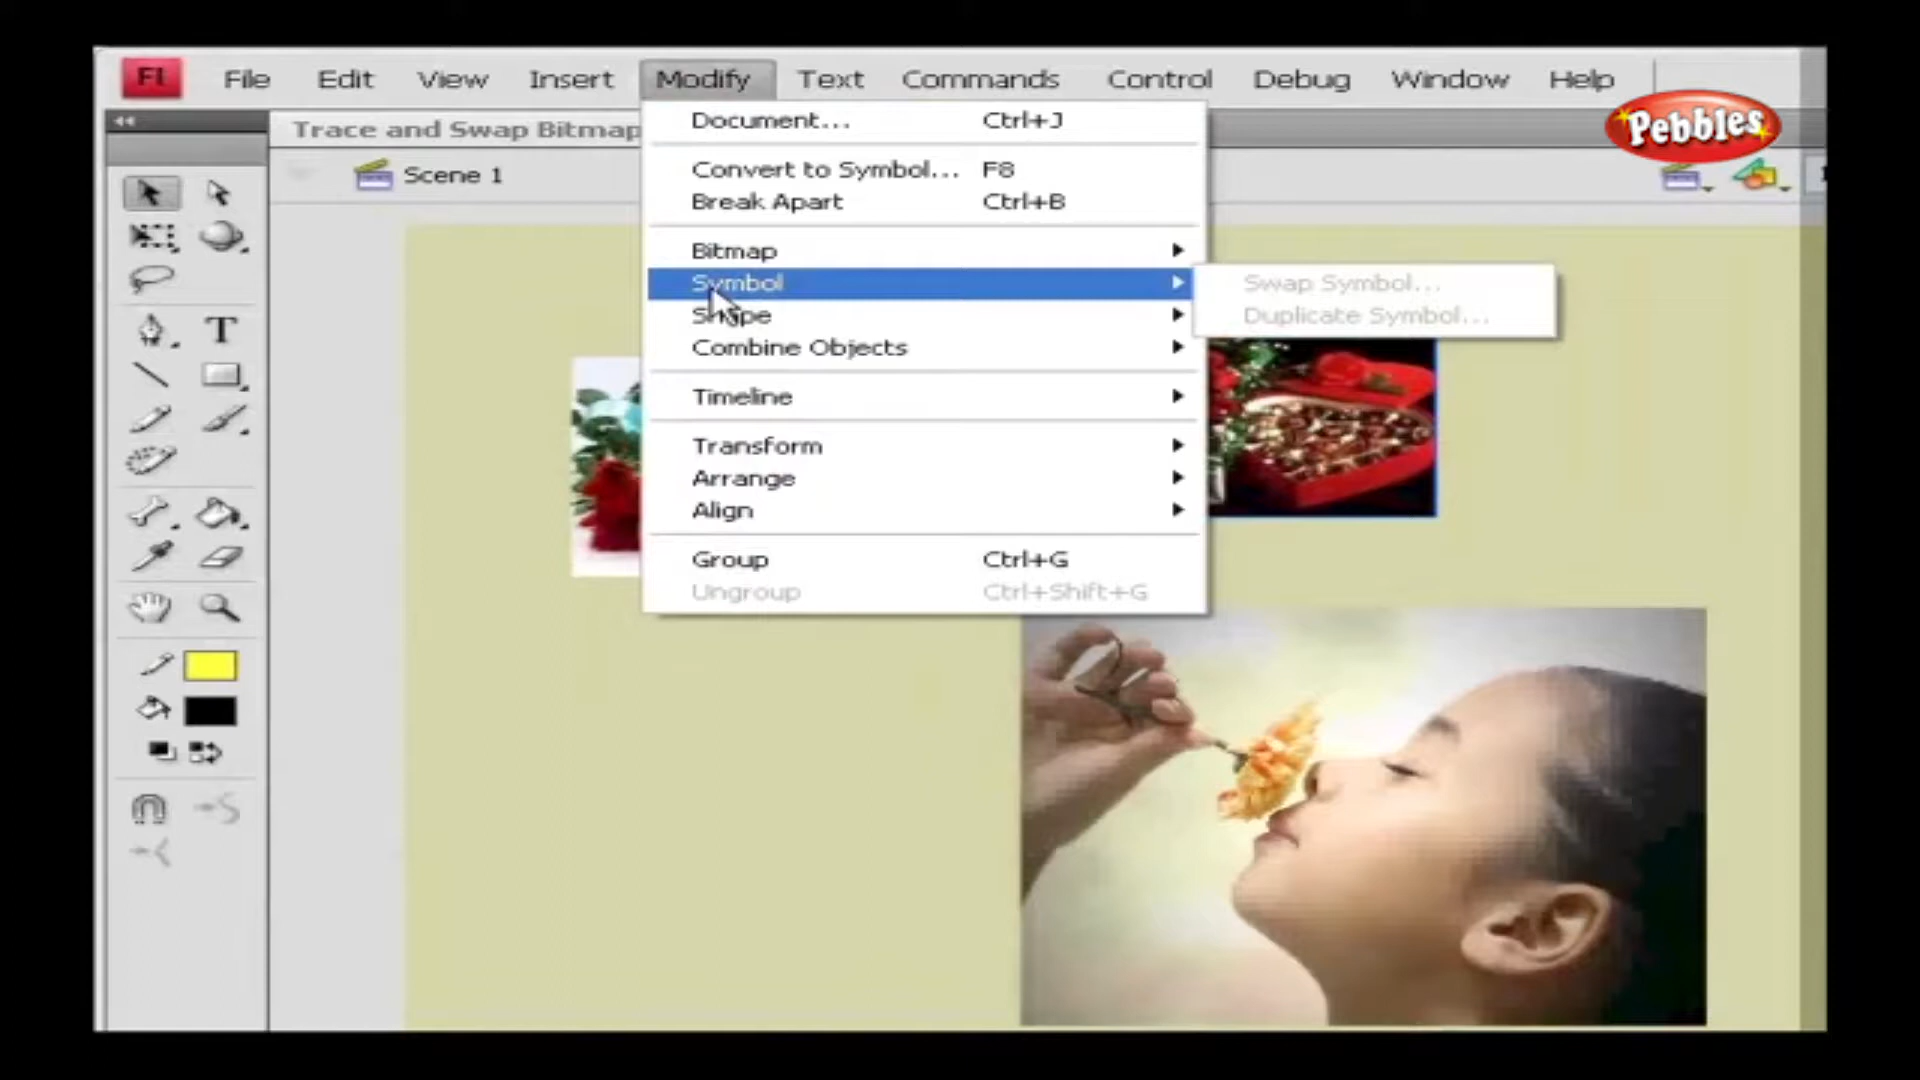 Fl File Edit View Insert Modify Text Commands Control Debug Window Help
Pebbles
Trace and Swap Bitmap
Scene 1
Document... Ctrl+J
Convert to Symbol... F8
Break Apart Ctrl+B
Bitmap
Symbol
Swap Symbol...
Duplicate Symbol...
Shape
Combine Objects
Timeline
Transform
Arrange
Align
Group Ctrl+G
Ungroup Ctrl+Shift+G
T